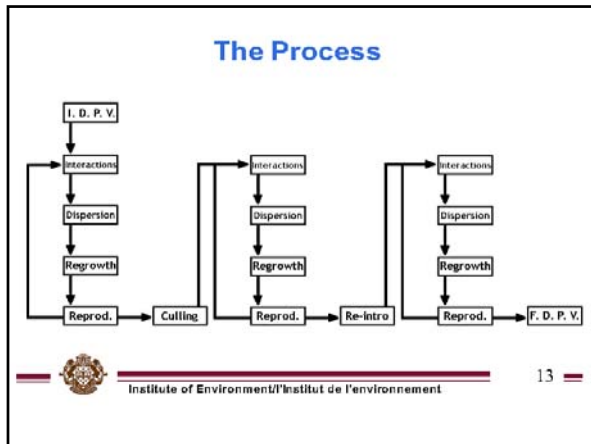 The Process
I. D. P. V.
Interactions
Dispersion
Regrowth
Reprod.
Culling
Interactions
Dispersion
Regrowth
Reprod.
Re-intro
Interactions
Dispersion
Regrowth
Reprod.
F. D. P. V.
Institute of Environment/l'Institut de l'environnement
13